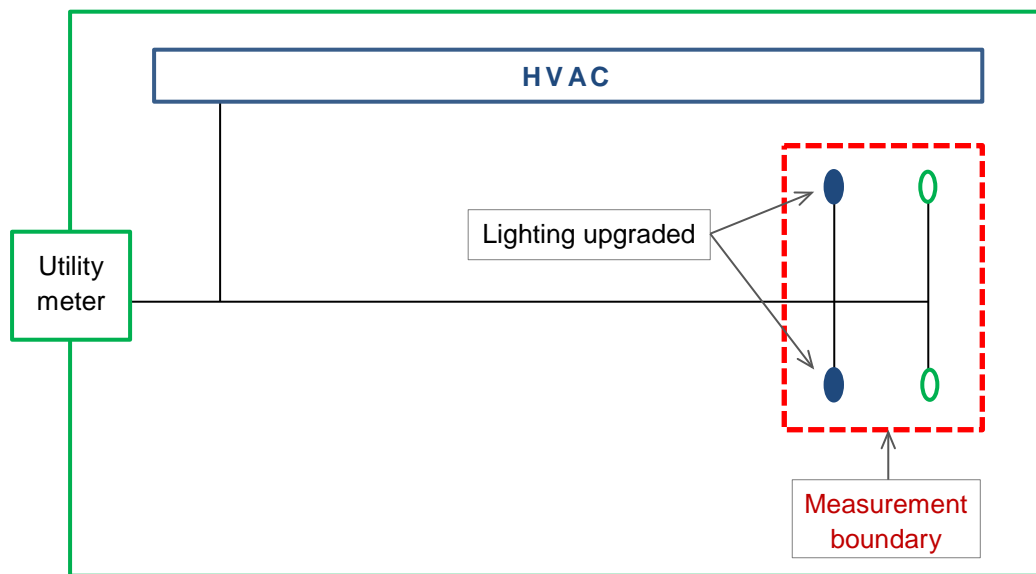 HVAC
Lighting upgraded
Utility
meter
Measurement
boundary